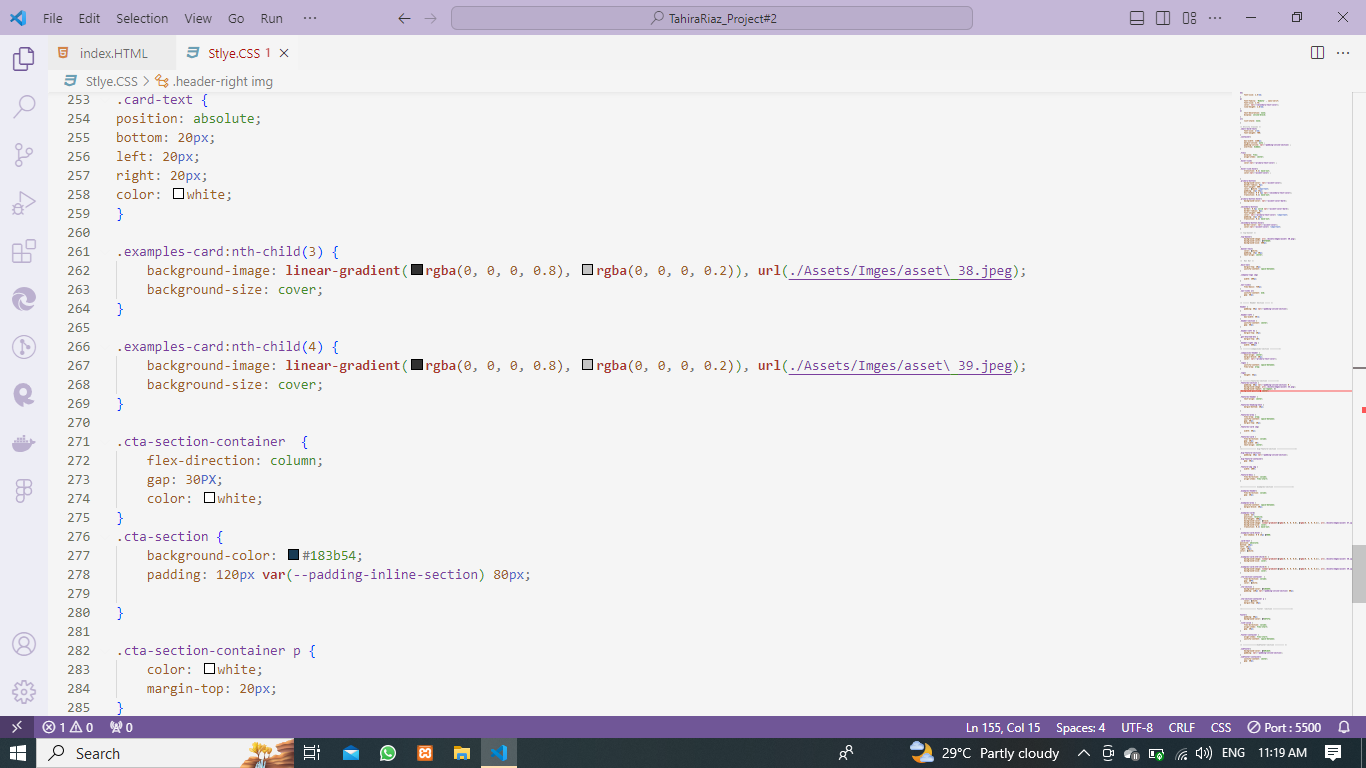 File Edit Selection View Go Run ··· TahiraRiaz_Project#2
index.HTML Stlye.CSS 1
Stlye.CSS > .header-right img
253 .card-text {
254 position: absolute;
255 bottom: 20px;
256 left: 20px;
257 right: 20px;
258 color: white;
259 }
260
261 .examples-card:nth-child(3) {
262 background-image: linear-gradient(rgba(0, 0, 0, 0.8), rgba(0, 0, 0, 0.2)), url(./Assets/Imges/asset\ 38.jpeg);
263 background-size: cover;
264 }
265
266 .examples-card:nth-child(4) {
267 background-image: linear-gradient(rgba(0, 0, 0, 0.8), rgba(0, 0, 0, 0.2)), url(./Assets/Imges/asset\ 39.jpeg);
268 background-size: cover;
269 }
270
271 .cta-section-container  {
272 flex-direction: column;
273 gap: 30PX;
274 color: white;
275 }
276 .cta-section {
277 background-color: #183b54;
278 padding: 120px var(--padding-inline-section) 80px;
279
280 }
281
282 .cta-section-container p {
283 color: white;
284 margin-top: 20px;
285 }
1 0 0 Ln 155, Col 15 Spaces: 4 UTF-8 CRLF CSS Port : 5500
Search 29°C Partly cloudy ENG 11:19 AM